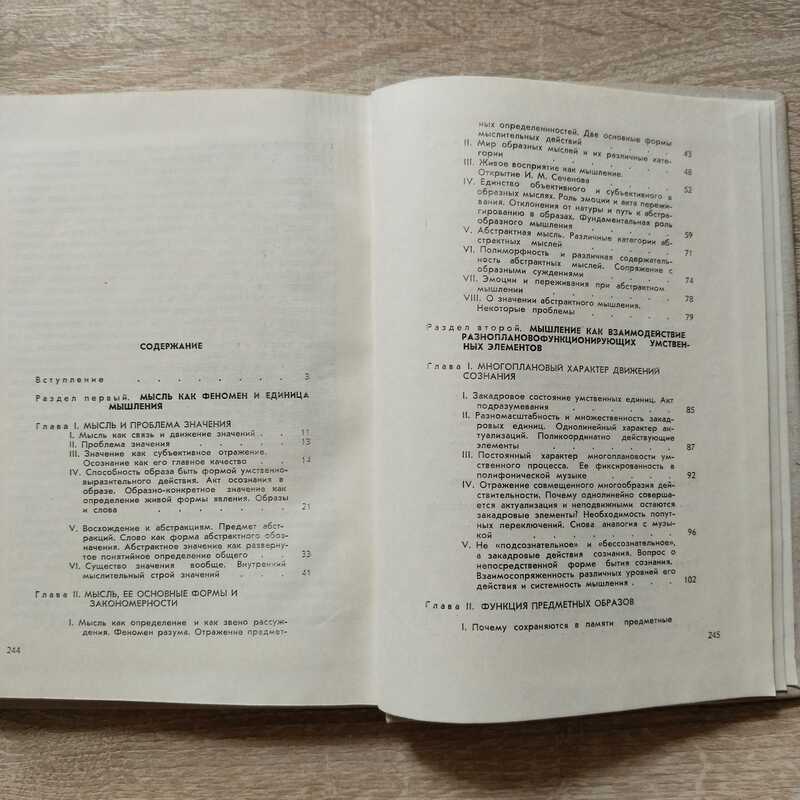 СОДЕРЖАНИЕ
Вступление . . . . . . . 3
Раздел первый. МЫСЛЬ КАК ФЕНОМЕН И ЕДИНИЦА
МЫШЛЕНИЯ
Глава I. МЫСЛЬ И ПРОБЛЕМА ЗНАЧЕНИЯ
I. Мысль как связь и движение значений . . 11
II. Проблема значения . . . . . 13
III. Значение как субъективное отражение.
Осознание как его главное качество . . 14
IV. Способность образа быть формой умственно-
выразительного действия. Акт осознания в
образе. Образно-конкретное значение как
определение живой формы явления. Образы
и слова . . . . . . . 21
V. Восхождение к абстракциям. Предмет абст-
ракций. Слово как форма абстрактного обоз-
начения. Абстрактное значение как разверну-
тое понятийное определение общего . . 33
VI. Существо значения вообще. Внутренний
мыслительный строй значений . . . 41
Глава II. МЫСЛЬ, ЕЕ ОСНОВНЫЕ ФОРМЫ И
ЗАКОНОМЕРНОСТИ
I. Мысль как определение и как звено рассуж-
дения. Феномен разума. Отражение предмет-
244
ных определенностей. Две основные формы
мыслительных действий . . . . 43
II. Мир образных мыслей и их различные кате-
гории . . . . . . . 48
III. Живое восприятие как мышление.
Открытие И. М. Сеченова . . . . 52
IV. Единство объективного и субъективного в
образных мыслях. Роль эмоции и акта пережи-
вания. Отклонения от натуры и путь к абстра-
гированию в образах. Фундаментальная роль
образного мышления . . . . . 59
V. Абстрактная мысль. Различные категории аб-
страктных мыслей . . . . . 71
VI. Полиморфность и различная содержатель-
ность абстрактных мыслей. Сопряжение с
образными суждениями . . . . 74
VII. Эмоции и переживания при абстрактном
мышлении . . . . . . 78
VIII. О значении абстрактного мышления.
Некоторые проблемы . . . . 79
Раздел второй. МЫШЛЕНИЕ КАК ВЗАИМОДЕЙСТВИЕ
РАЗНОПЛАНОВОФУНКЦИОНИРУЮЩИХ УМСТВЕН-
НЫХ ЭЛЕМЕНТОВ
Глава I. МНОГОПЛАНОВЫЙ ХАРАКТЕР ДВИЖЕНИЙ
СОЗНАНИЯ
I. Закадровое состояние умственных единиц. Акт
подразумевания . . . . . . 85
II. Разномасштабность и множественность закад-
ровых единиц. Однолинейный характер ак-
туализаций. Поликоординатно действующие
элементы . . . . . . . 87
III. Постоянный характер многоплановости ум-
ственного процесса. Ее фиксированность в
полифонической музыке . . . . 92
IV. Отражение совмещенного многообразия дей-
ствительности. Почему однолинейно соверша-
ется актуализация и неподвижными остаются
закадровые элементы? Необходимость попут-
ных переключений. Снова аналогия с музы-
кой . . . . . . . . 96
V. Не «подсознательное» и «бессознательное»,
а закадровые действия сознания. Вопрос о
непосредственной форме бытия сознания.
Взаимосопряженность различных уровней его
действия и системность мышления . . . 102
Глава II. ФУНКЦИЯ ПРЕДМЕТНЫХ ОБРАЗОВ
I. Почему сохраняются в памяти предметные
245